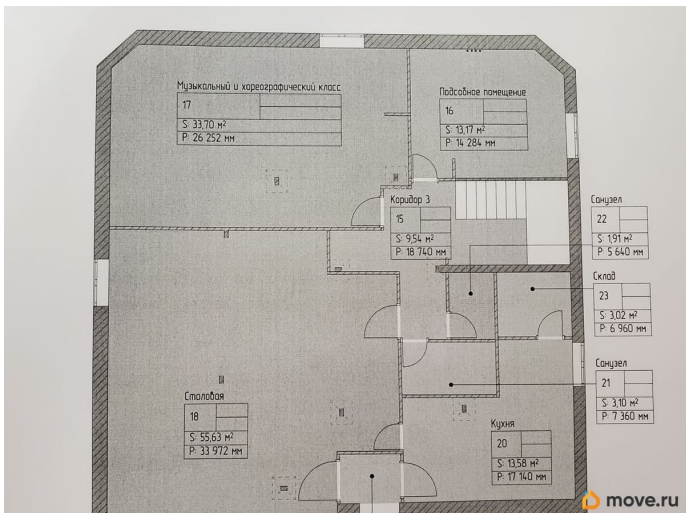 Музыкальный и хореографический класс
17
S: 33,70 м²
P: 26 252 мм
Подсобное помещение
16
S: 13,17 м²
P: 14 284 мм
Коридор 3
15
S: 9,54 м²
P: 18 740 мм
Санузел
22
S: 1,91 м²
P: 5 640 мм
Склад
23
S: 3,02 м²
P: 6 960 мм
Санузел
21
S: 3,10 м²
P: 7 360 мм
Столовая
18
S: 55,63 м²
P: 33 972 мм
Кухня
20
S: 13,58 м²
P: 17 140 мм
move.ru